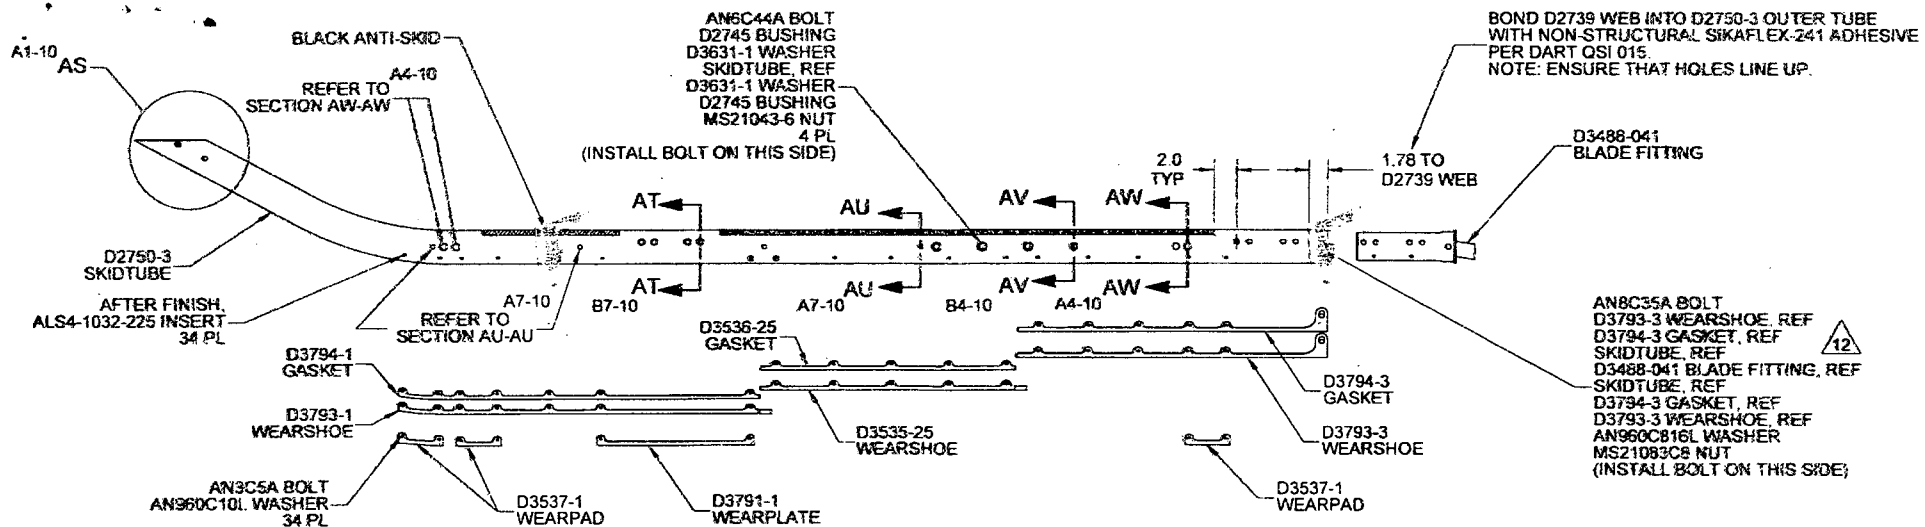 A1-10
AS
BLACK ANTI-SKID
A4-10
REFER TO
SECTION AW-AW
AN6C44A BOLT
D2745 BUSHING
D3631-1 WASHER
SKIDTUBE, REF
D3631-1 WASHER
D2745 BUSHING
MS21043-6 NUT
4 PL
(INSTALL BOLT ON THIS SIDE)
BOND D2739 WEB INTO D2750-3 OUTER TUBE
WITH NON-STRUCTURAL SIKAFLEX-241 ADHESIVE
PER DART QSI 015.
NOTE: ENSURE THAT HOLES LINE UP.
D3488-041
BLADE FITTING
2.0
TYP
1.78 TO
D2739 WEB
AT
AU
AV
AW
D2750-3
SKIDTUBE
AFTER FINISH,
ALS4-1032-225 INSERT
34 PL
REFER TO
SECTION AU-AU
A7-10
B7-10
AT
A7-10
AU
B4-10
AV
A4-10
AW
D3794-1
GASKET
D3793-1
WEARSHOE
AN3C5A BOLT
AN960C10L WASHER
34 PL
D3537-1
WEARPAD
D3791-1
WEARPLATE
D3536-25
GASKET
D3535-25
WEARSHOE
D3794-3
GASKET
D3793-3
WEARSHOE
D3537-1
WEARPAD
AN8C35A BOLT
D3793-3 WEARSHOE, REF
D3794-3 GASKET, REF
SKIDTUBE, REF
D3488-041 BLADE FITTING, REF
SKIDTUBE, REF
D3794-3 GASKET, REF
D3793-3 WEARSHOE, REF
AN960C816L WASHER
MS21083C8 NUT
(INSTALL BOLT ON THIS SIDE)
12